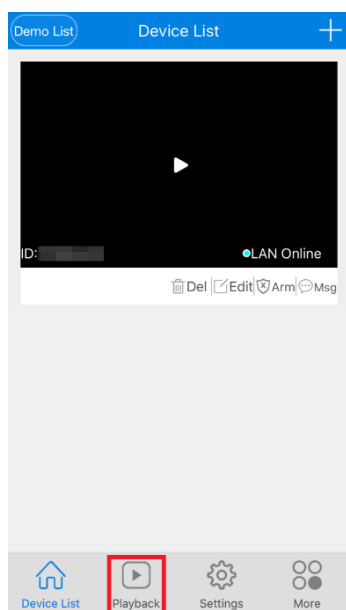 Demo List Device List
ID: LAN Online
Del Edit Arm Msg
Device List Playback Settings More